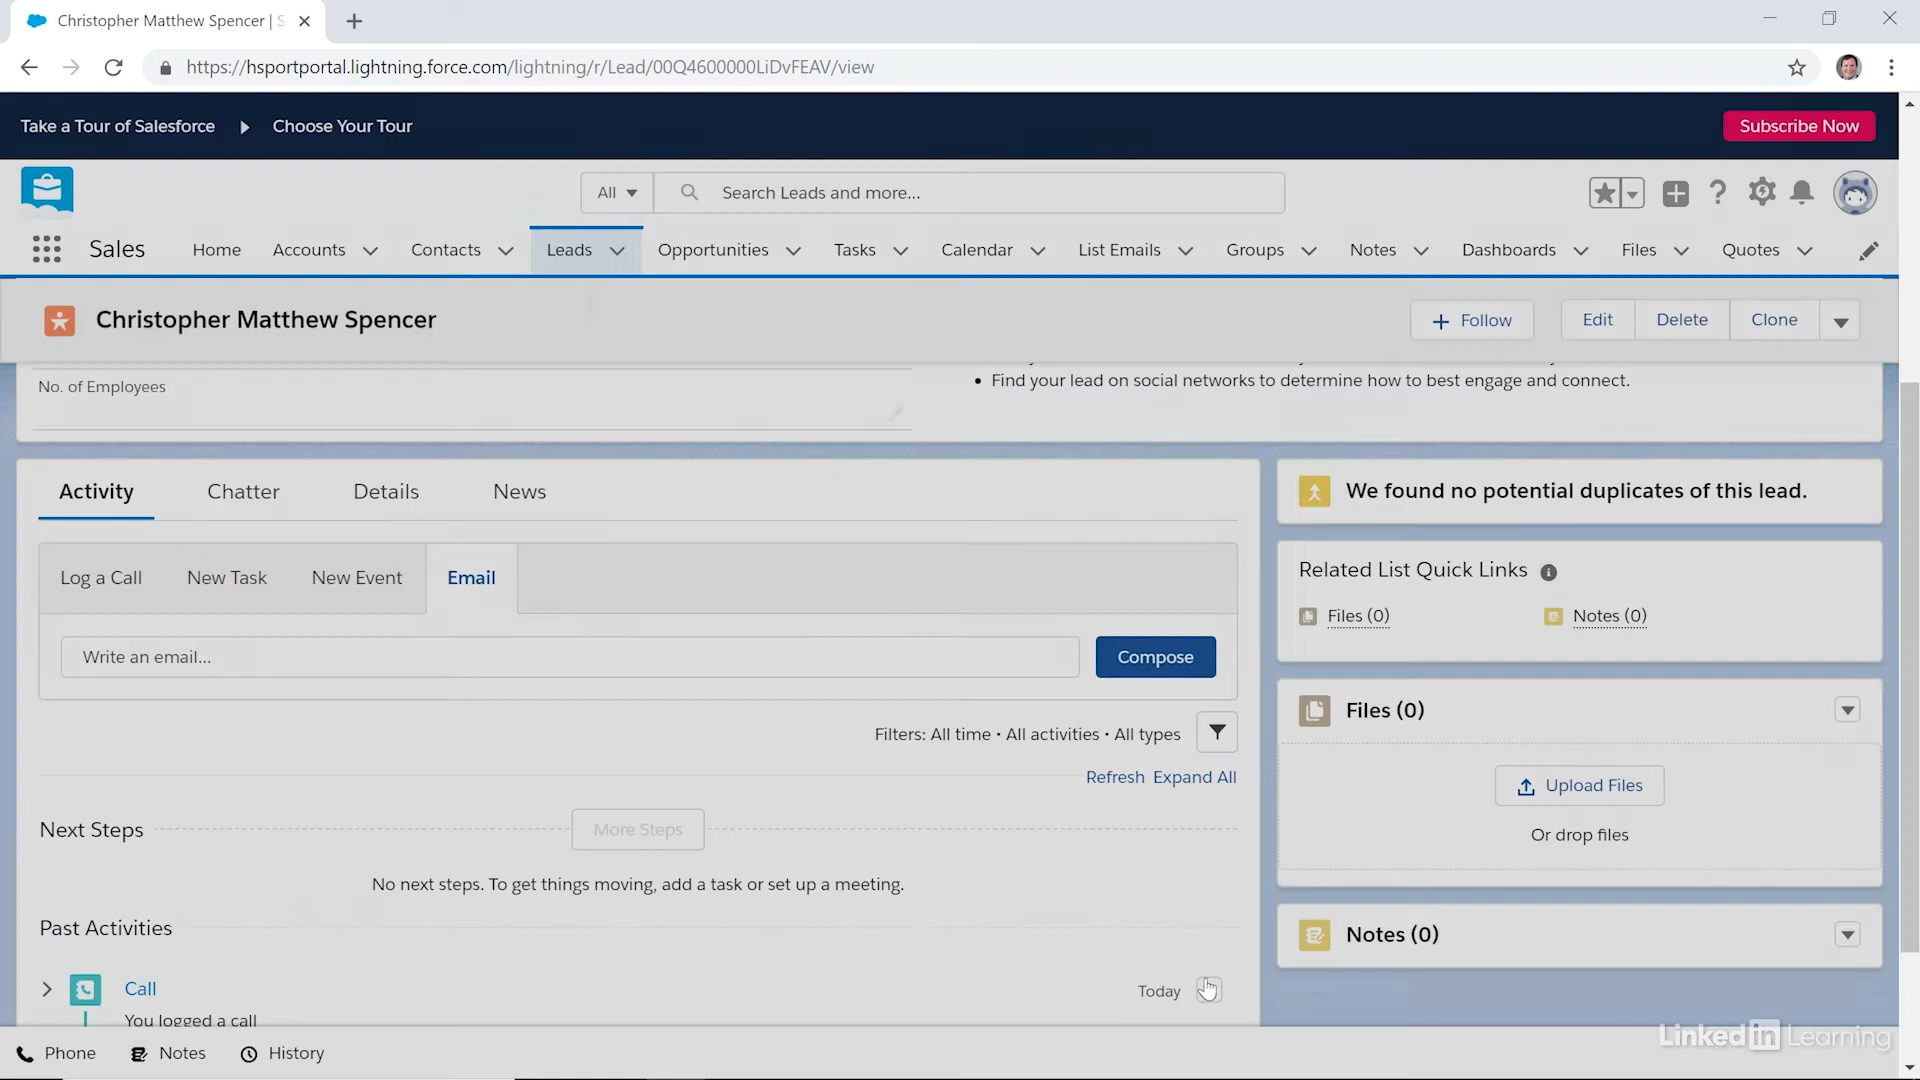 Christopher Matthew Spencer | S
https://hsportportal.lightning.force.com/lightning/r/Lead/00Q4600000LiDvFEAV/view
Take a Tour of Salesforce Choose Your Tour Subscribe Now
All Search Leads and more...
Sales Home Accounts Contacts Leads Opportunities Tasks Calendar List Emails Groups Notes Dashboards Files Quotes
Christopher Matthew Spencer + Follow Edit Delete Clone
No. of Employees
• Find your lead on social networks to determine how to best engage and connect.
Activity Chatter Details News
We found no potential duplicates of this lead.
Log a Call New Task New Event Email
Write an email... Compose
Filters: All time • All activities • All types
Refresh Expand All
Next Steps More Steps
No next steps. To get things moving, add a task or set up a meeting.
Past Activities
Call Today
You logged a call
Related List Quick Links
Files (0) Notes (0)
Files (0)
Upload Files
Or drop files
Notes (0)
Phone Notes History
Linked in Learning